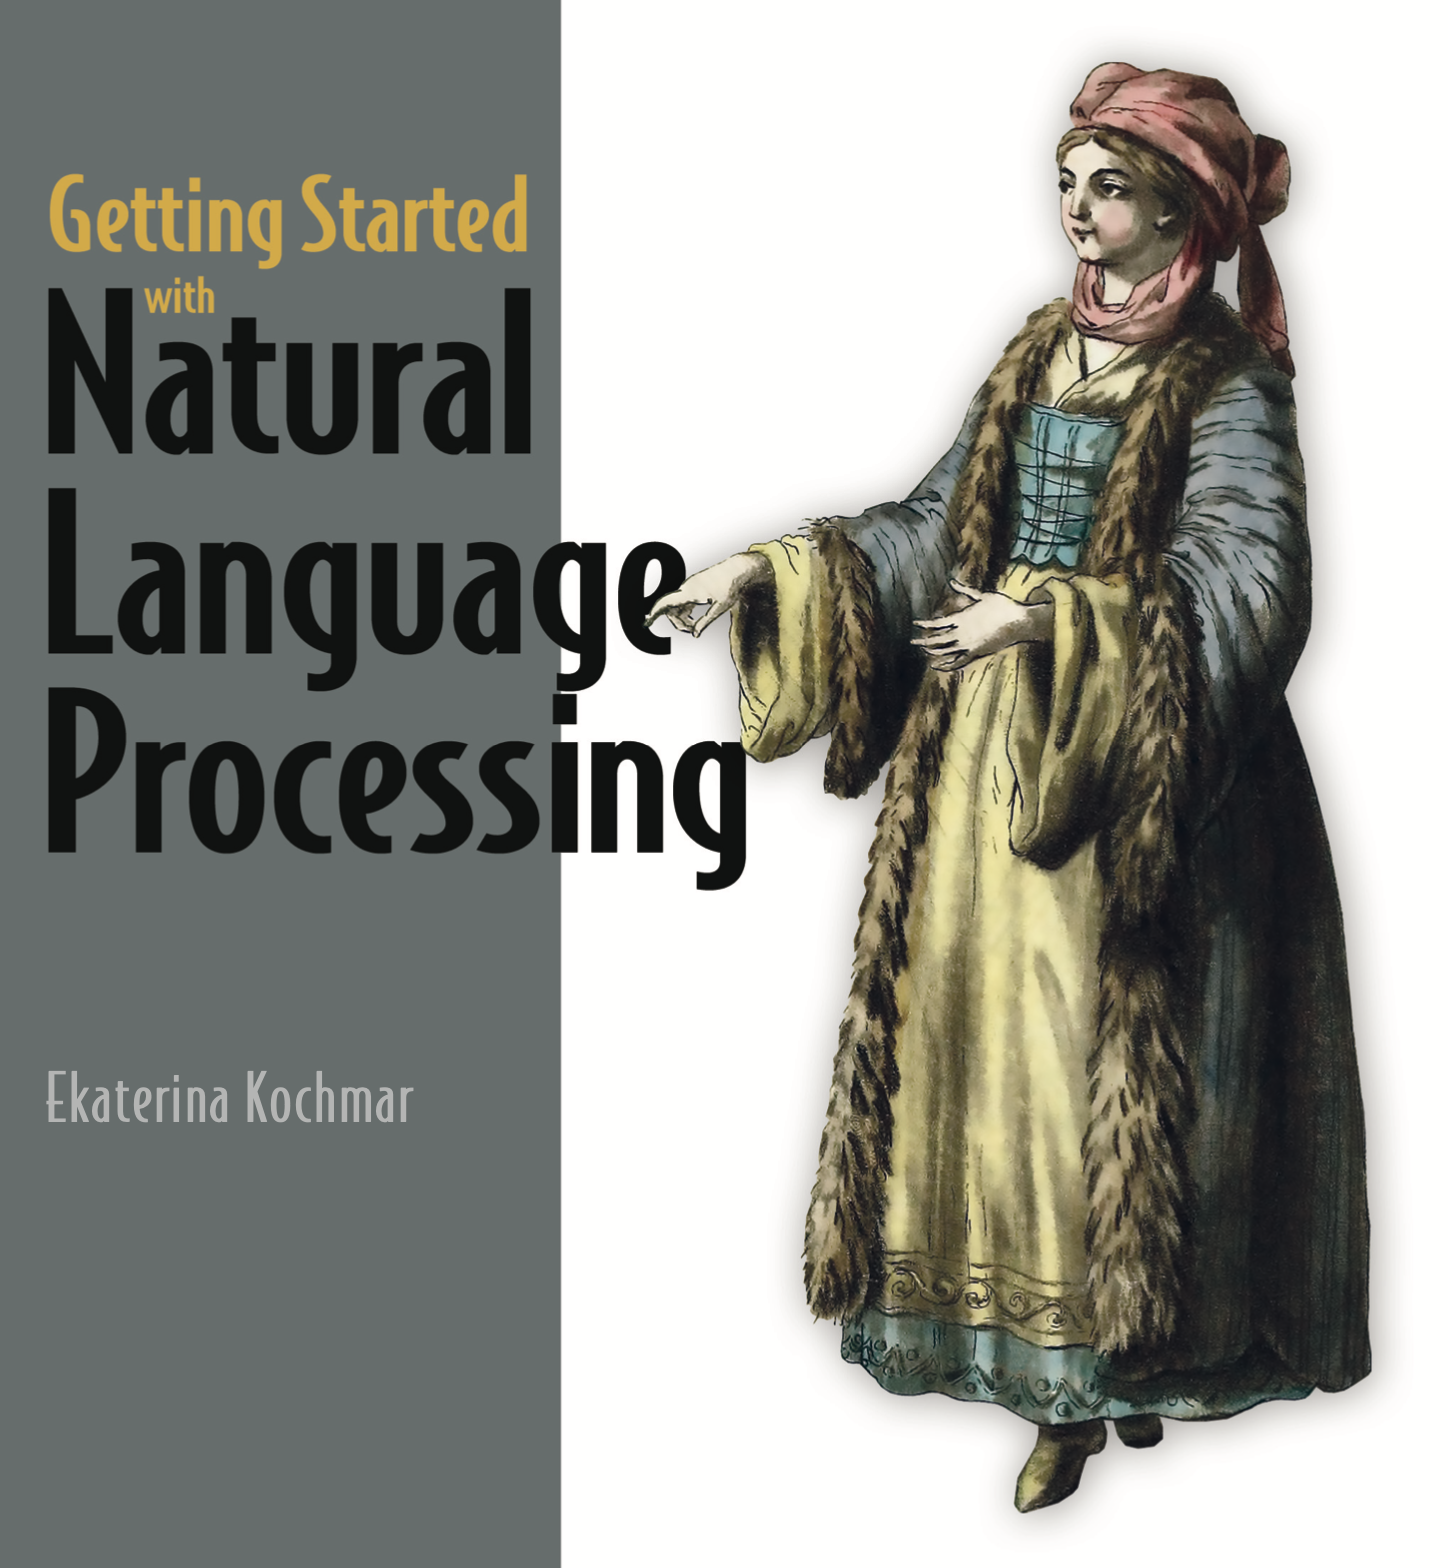 Getting Started
with
Natural
Language
Processing
Ekaterina Kochmar